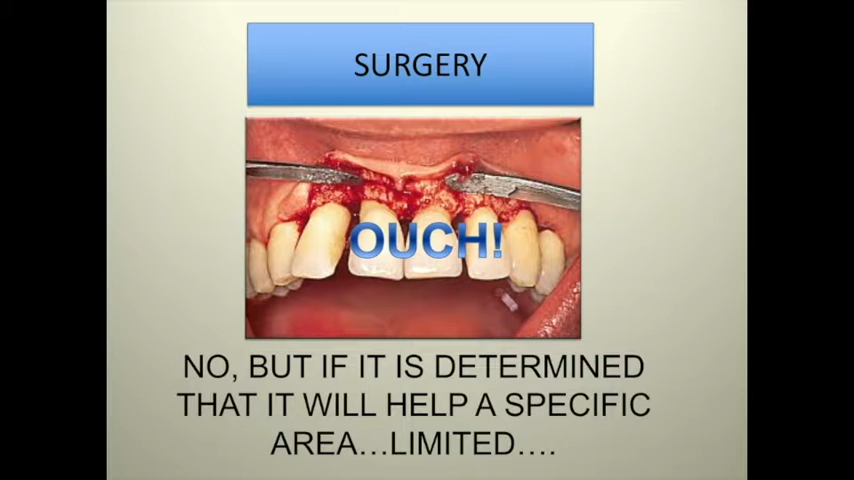 SURGERY
OUCH!
NO, BUT IF IT IS DETERMINED
THAT IT WILL HELP A SPECIFIC
AREA…LIMITED….